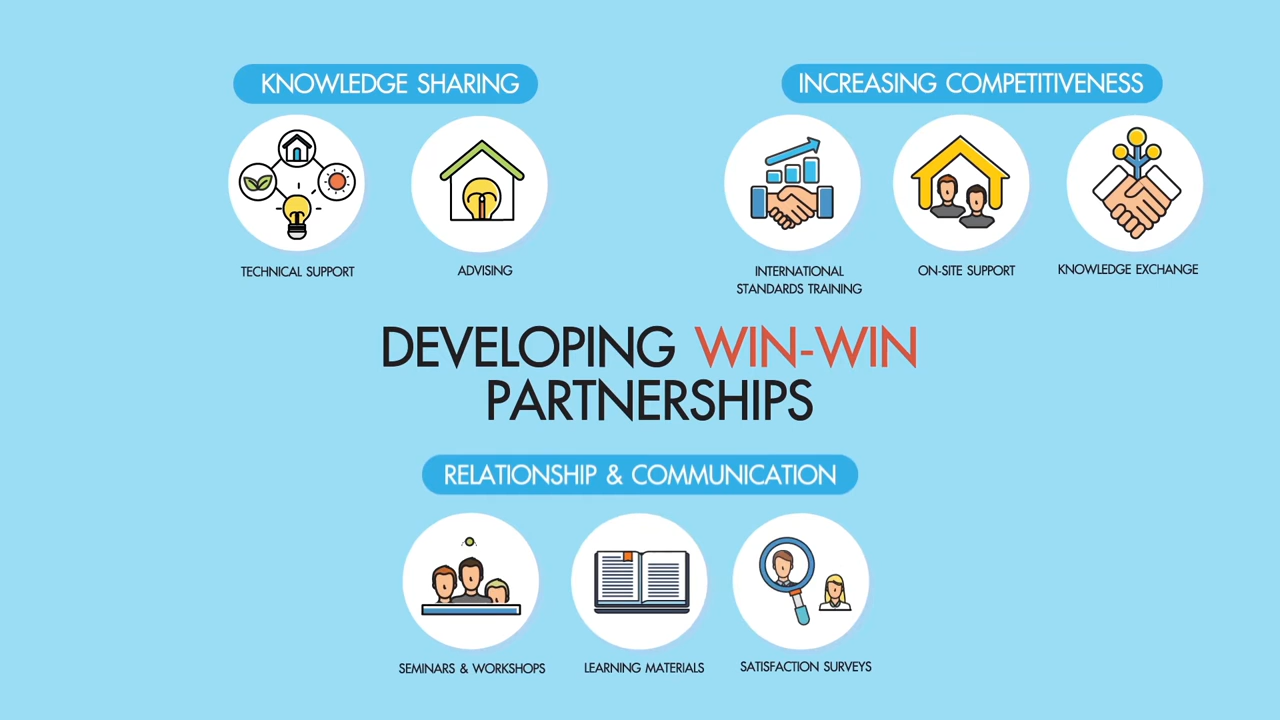 KNOWLEDGE SHARING
TECHNICAL SUPPORT
ADVISING
INCREASING COMPETITIVENESS
INTERNATIONAL
STANDARDS TRAINING
ON-SITE SUPPORT
KNOWLEDGE EXCHANGE
DEVELOPING WIN-WIN
PARTNERSHIPS
RELATIONSHIP & COMMUNICATION
SEMINARS & WORKSHOPS
LEARNING MATERIALS
SATISFACTION SURVEYS